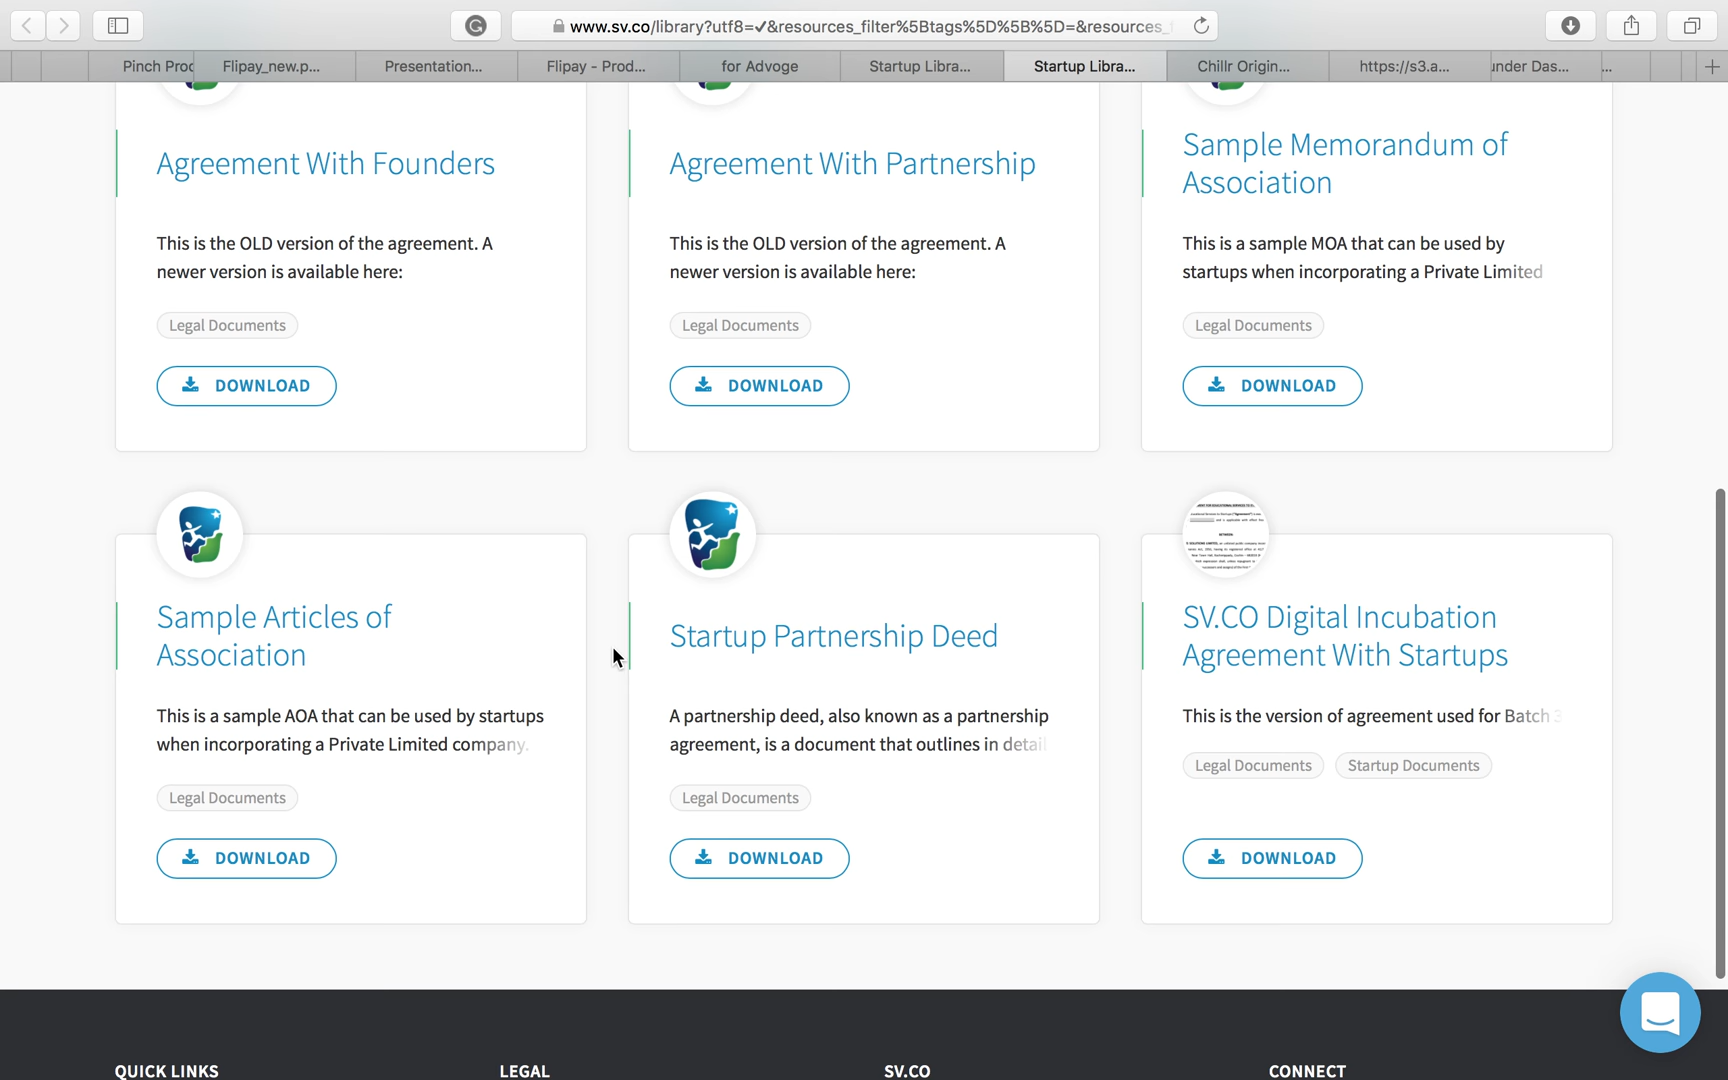 www.sv.co/library?utf8=✓&resources_filter%5Btags%5D%5B%5D=&resources_f
Pinch Proc
Flipay_new.p...
Presentation...
Flipay - Prod...
for Advoge
Startup Libra...
Startup Libra...
Chillr Origin...
https://s3.a...
under Das...
...
Agreement With Founders
This is the OLD version of the agreement. A
newer version is available here:
Legal Documents
DOWNLOAD
Agreement With Partnership
This is the OLD version of the agreement. A
newer version is available here:
Legal Documents
DOWNLOAD
Sample Memorandum of
Association
This is a sample MOA that can be used by
startups when incorporating a Private Limited
Legal Documents
DOWNLOAD
Sample Articles of
Association
This is a sample AOA that can be used by startups
when incorporating a Private Limited company.
Legal Documents
DOWNLOAD
Startup Partnership Deed
A partnership deed, also known as a partnership
agreement, is a document that outlines in detail
Legal Documents
DOWNLOAD
SV.CO Digital Incubation
Agreement With Startups
This is the version of agreement used for Batch 3
Legal Documents
Startup Documents
DOWNLOAD
QUICK LINKS
LEGAL
SV.CO
CONNECT